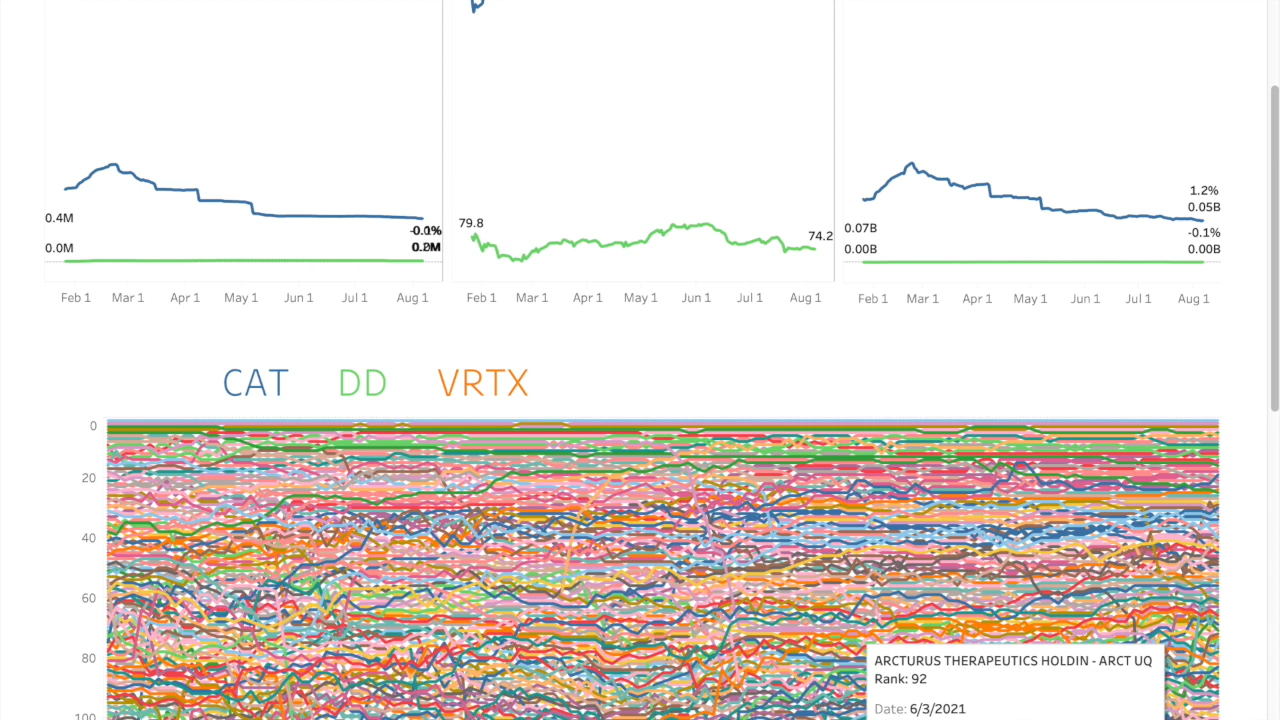 0.4M
0.0M
-0.1%
79.8
74.2
0.07B
0.00B
1.2%
0.05B
-0.1%
0.00B
Feb 1 Mar 1 Apr 1 May 1 Jun 1 Jul 1 Aug 1
Feb 1 Mar 1 Apr 1 May 1 Jun 1 Jul 1 Aug 1
Feb 1 Mar 1 Apr 1 May 1 Jun 1 Jul 1 Aug 1
CAT DD VRTX
0
20
40
60
80
100
ARCTURUS THERAPEUTICS HOLDIN - ARCT UQ
Rank: 92
Date: 6/3/2021